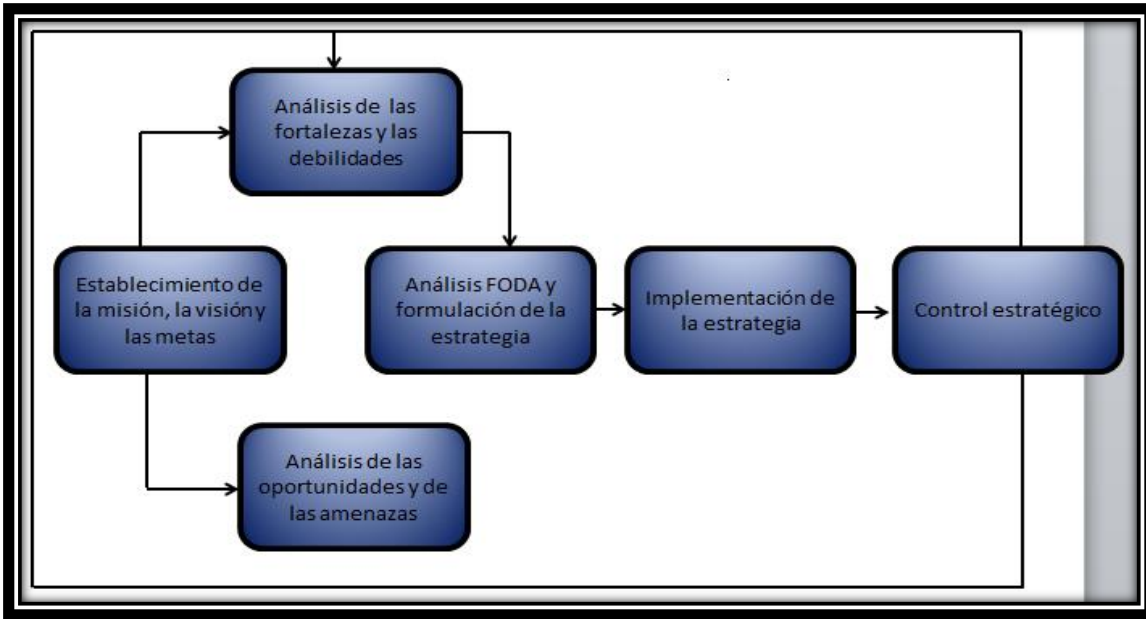 Análisis de las
fortalezas y las
debilidades
Establecimiento de
la misión, la visión y
las metas
Análisis FODA y
formulación de la
estrategia
Implementación de
la estrategia
Control estratégico
Análisis de las
oportunidades y de
las amenazas